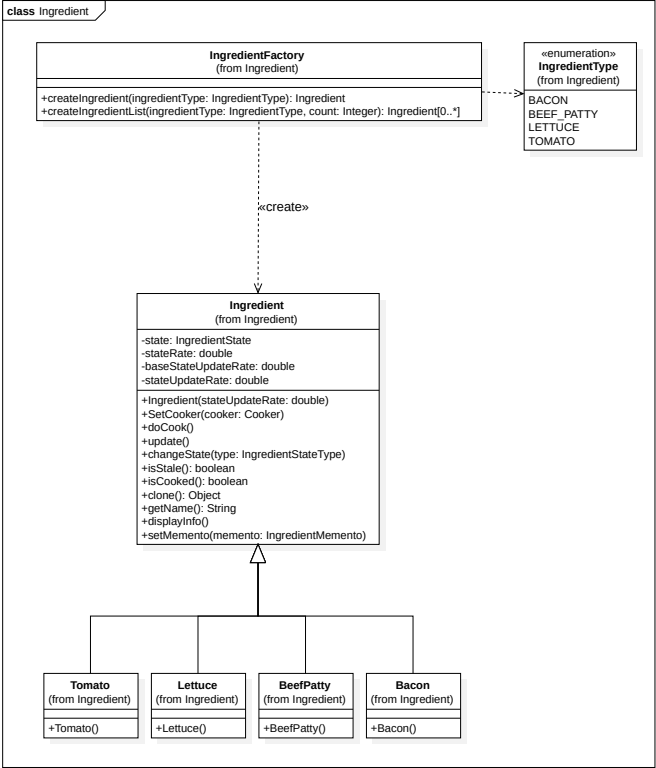 class Ingredient
IngredientFactory
(from Ingredient)
+createIngredient(ingredientType: IngredientType): Ingredient
+createIngredientList(ingredientType: IngredientType, count: Integer): Ingredient[0..*]
«enumeration»
IngredientType
(from Ingredient)
BACON
BEEF_PATTY
LETTUCE
TOMATO
«create»
Ingredient
(from Ingredient)
-state: IngredientState
-stateRate: double
-baseStateUpdateRate: double
-stateUpdateRate: double
+Ingredient(stateUpdateRate: double)
+SetCooker(cooker: Cooker)
+doCook()
+update()
+changeState(type: IngredientStateType)
+isStale(): boolean
+isCooked(): boolean
+clone(): Object
+getName(): String
+displayInfo()
+setMemento(memento: IngredientMemento)
Tomato
(from Ingredient)
+Tomato()
Lettuce
(from Ingredient)
+Lettuce()
BeefPatty
(from Ingredient)
+BeefPatty()
Bacon
(from Ingredient)
+Bacon()